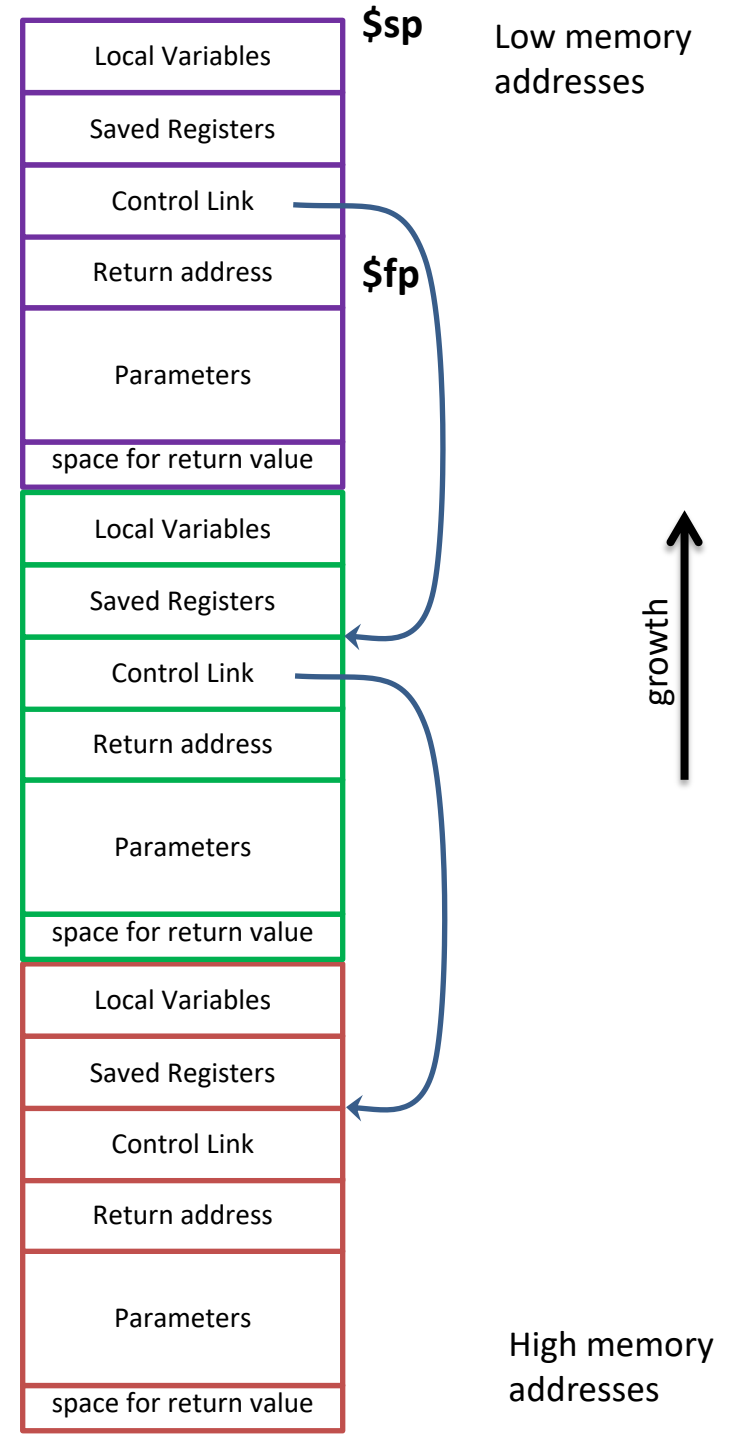 $sp
Low memory
addresses
Local Variables
Saved Registers
Control Link
Return address
$fp
Parameters
space for return value
Local Variables
Saved Registers
Control Link
growth
Return address
Parameters
space for return value
Local Variables
Saved Registers
Control Link
Return address
Parameters
High memory
addresses
space for return value